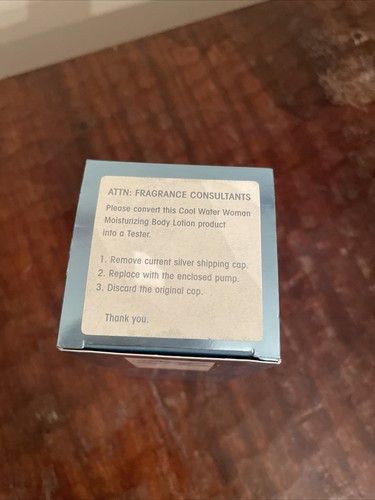 ATTN: FRAGRANCE CONSULTANTS
Please convert this Cool Water Woman
Moisturizing Body Lotion product
into a Tester.
1. Remove current silver shipping cap.
2. Replace with the enclosed pump.
3. Discard the original cap.
Thank you.